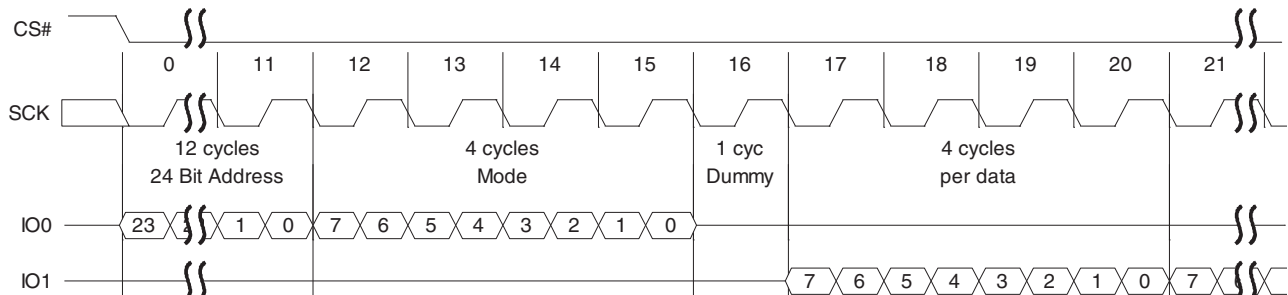 CS#
0 11 12 13 14 15 16 17 18 19 20 21
SCK
12 cycles 4 cycles 1 cyc 4 cycles
24 Bit Address Mode Dummy per data
IO0 23 1 0 7 6 5 4 3 2 1 0
IO1 7 6 5 4 3 2 1 0 7